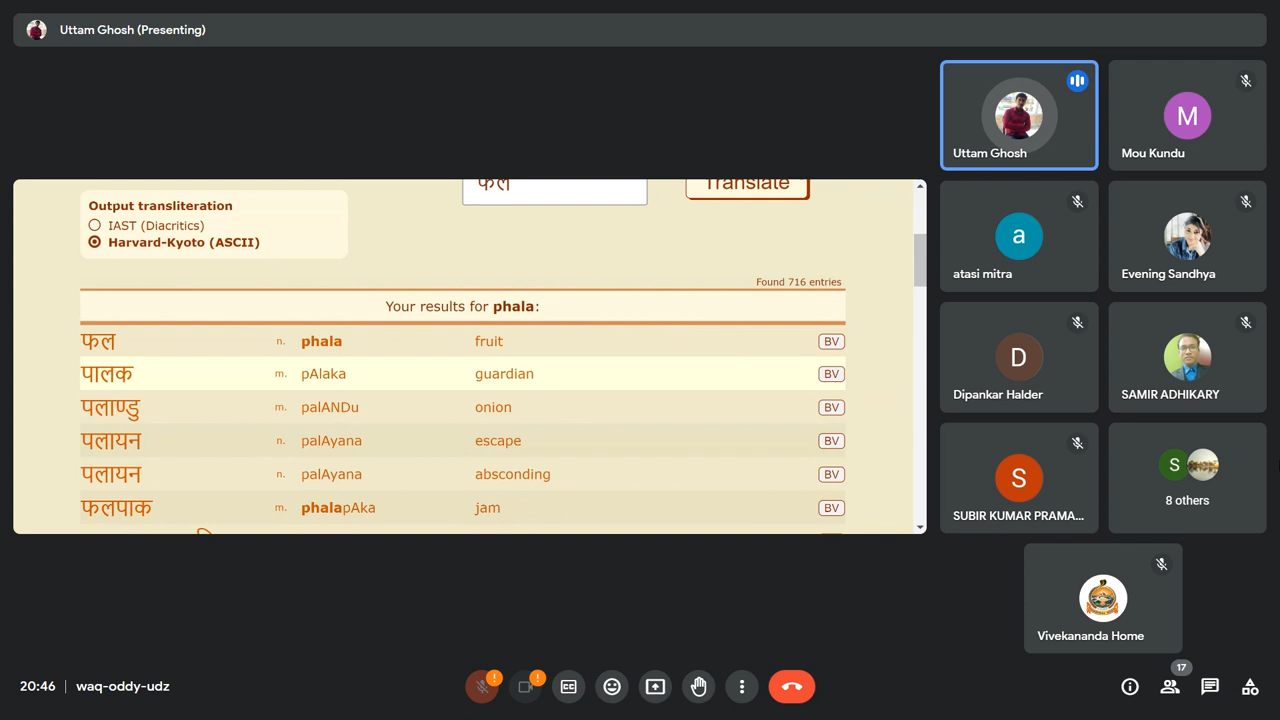 Uttam Ghosh (Presenting)
फल
Translate
Output transliteration
IAST (Diacritics)
Harvard-Kyoto (ASCII)
Found 716 entries
Your results for phala:
फल n. phala fruit BV
पालक m. pAlaka guardian BV
पलाण्डु m. palANDu onion BV
पलायन n. palAyana escape BV
पलायन n. palAyana absconding BV
फलपाक m. phalapAka jam BV
Uttam Ghosh
M
Mou Kundu
a
atasi mitra
Evening Sandhya
D
Dipankar Halder
SAMIR ADHIKARY
S
SUBIR KUMAR PRAMA...
S
8 others
Vivekananda Home
20:46 | waq-oddy-udz
CC
17